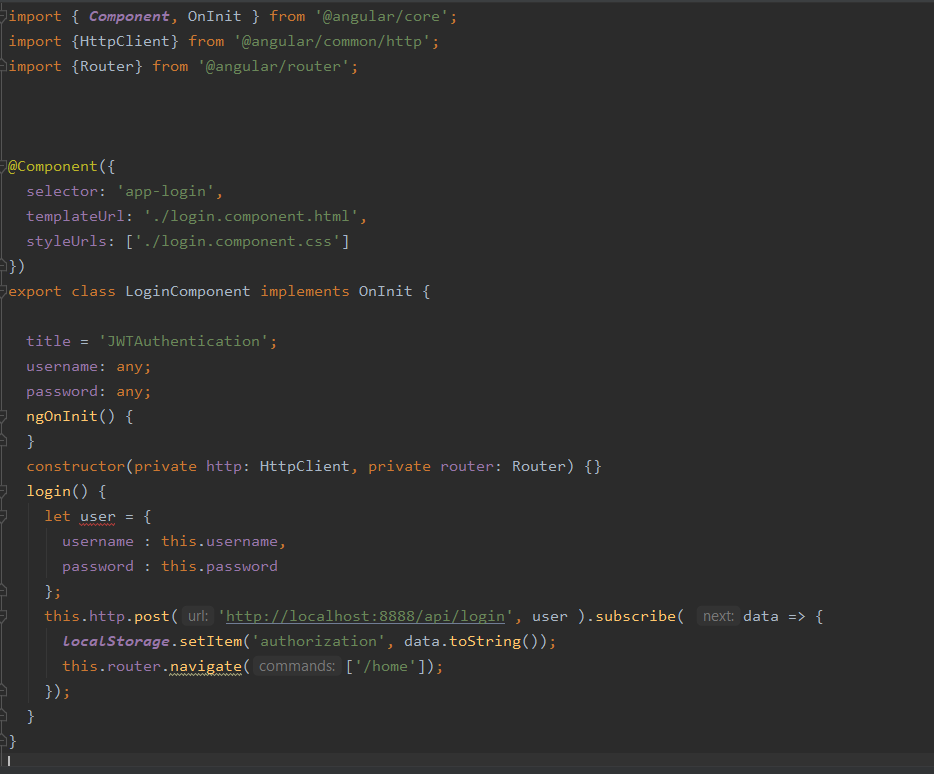 import { Component, OnInit } from '@angular/core';
import {HttpClient} from '@angular/common/http';
import {Router} from '@angular/router';
@Component({
  selector: 'app-login',
  templateUrl: './login.component.html',
  styleUrls: ['./login.component.css']
})
export class LoginComponent implements OnInit {
  title = 'JWTAuthentication';
  username: any;
  password: any;
  ngOnInit() {
  }
  constructor(private http: HttpClient, private router: Router) {}
  login() {
    let user = {
      username : this.username,
      password : this.password
    };
    this.http.post( url: 'http://localhost:8888/api/login', user ).subscribe( next: data => {
      localStorage.setItem('authorization', data.toString());
      this.router.navigate( commands: ['/home']);
    });
  }
}